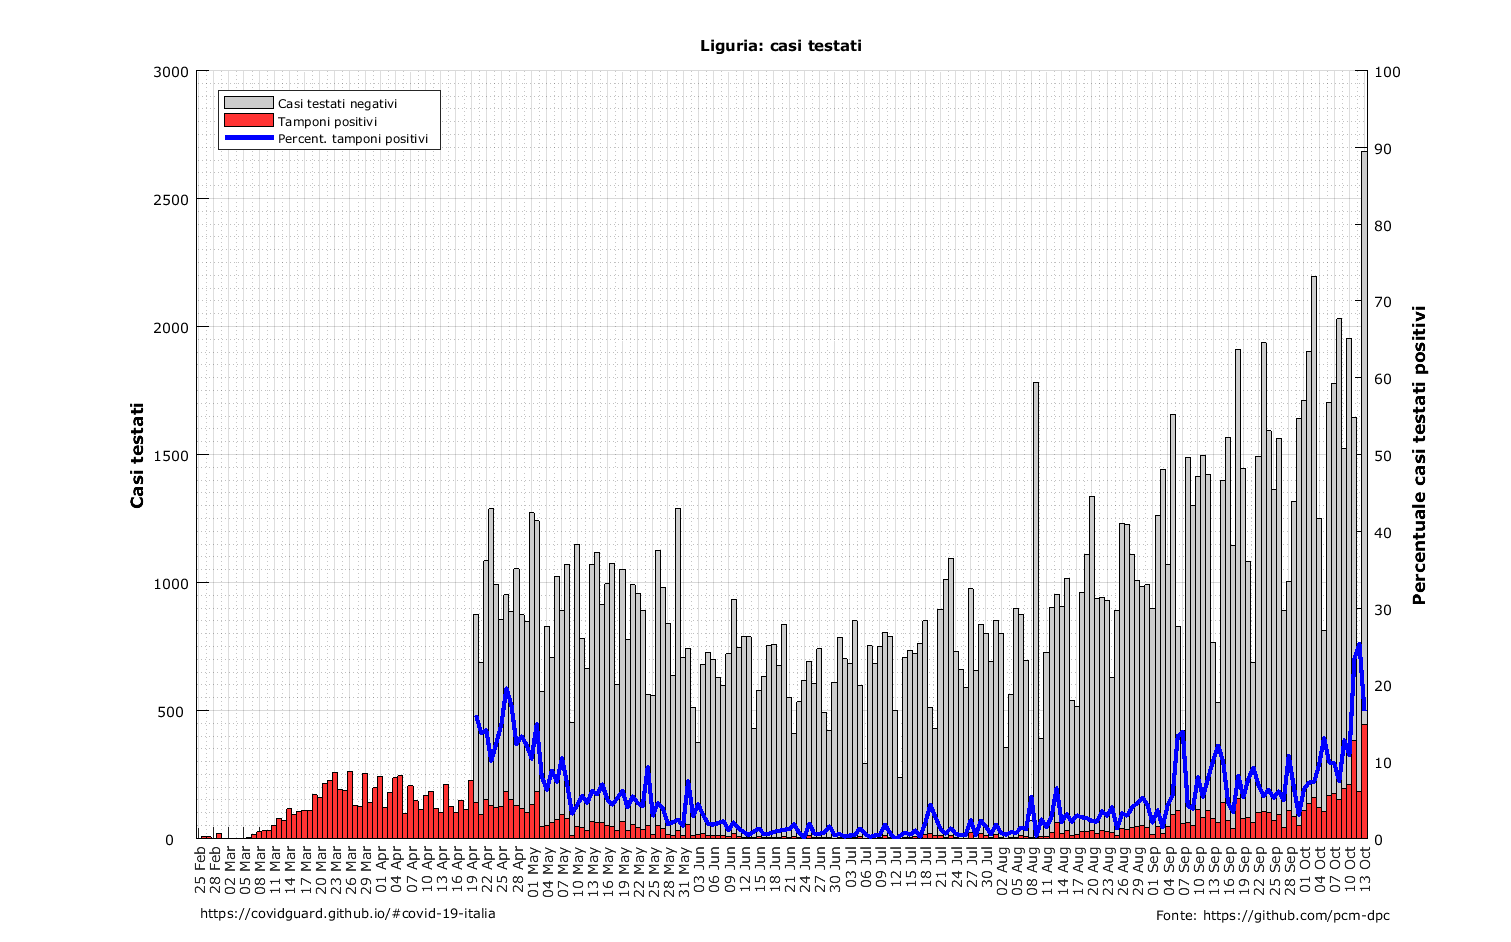 Liguria: casi testati
Casi testati negativi
Tamponi positivi
Percent. tamponi positivi
Casi testati
3000
2500
2000
1500
1000
500
0
Percentuale casi testati positivi
100
90
80
70
60
50
40
30
20
10
0
25 Feb
28 Feb
02 Mar
05 Mar
08 Mar
11 Mar
14 Mar
17 Mar
20 Mar
23 Mar
26 Mar
29 Mar
01 Apr
04 Apr
07 Apr
10 Apr
13 Apr
16 Apr
19 Apr
22 Apr
25 Apr
28 Apr
01 May
04 May
07 May
10 May
13 May
16 May
19 May
22 May
25 May
28 May
31 May
03 Jun
06 Jun
09 Jun
12 Jun
15 Jun
18 Jun
21 Jun
24 Jun
27 Jun
30 Jun
03 Jul
06 Jul
09 Jul
12 Jul
15 Jul
18 Jul
21 Jul
24 Jul
27 Jul
30 Jul
02 Aug
05 Aug
08 Aug
11 Aug
14 Aug
17 Aug
20 Aug
23 Aug
26 Aug
29 Aug
01 Sep
04 Sep
07 Sep
10 Sep
13 Sep
16 Sep
19 Sep
22 Sep
25 Sep
28 Sep
01 Oct
04 Oct
07 Oct
10 Oct
13 Oct
https://covidguard.github.io/#covid-19-italia
Fonte: https://github.com/pcm-dpc